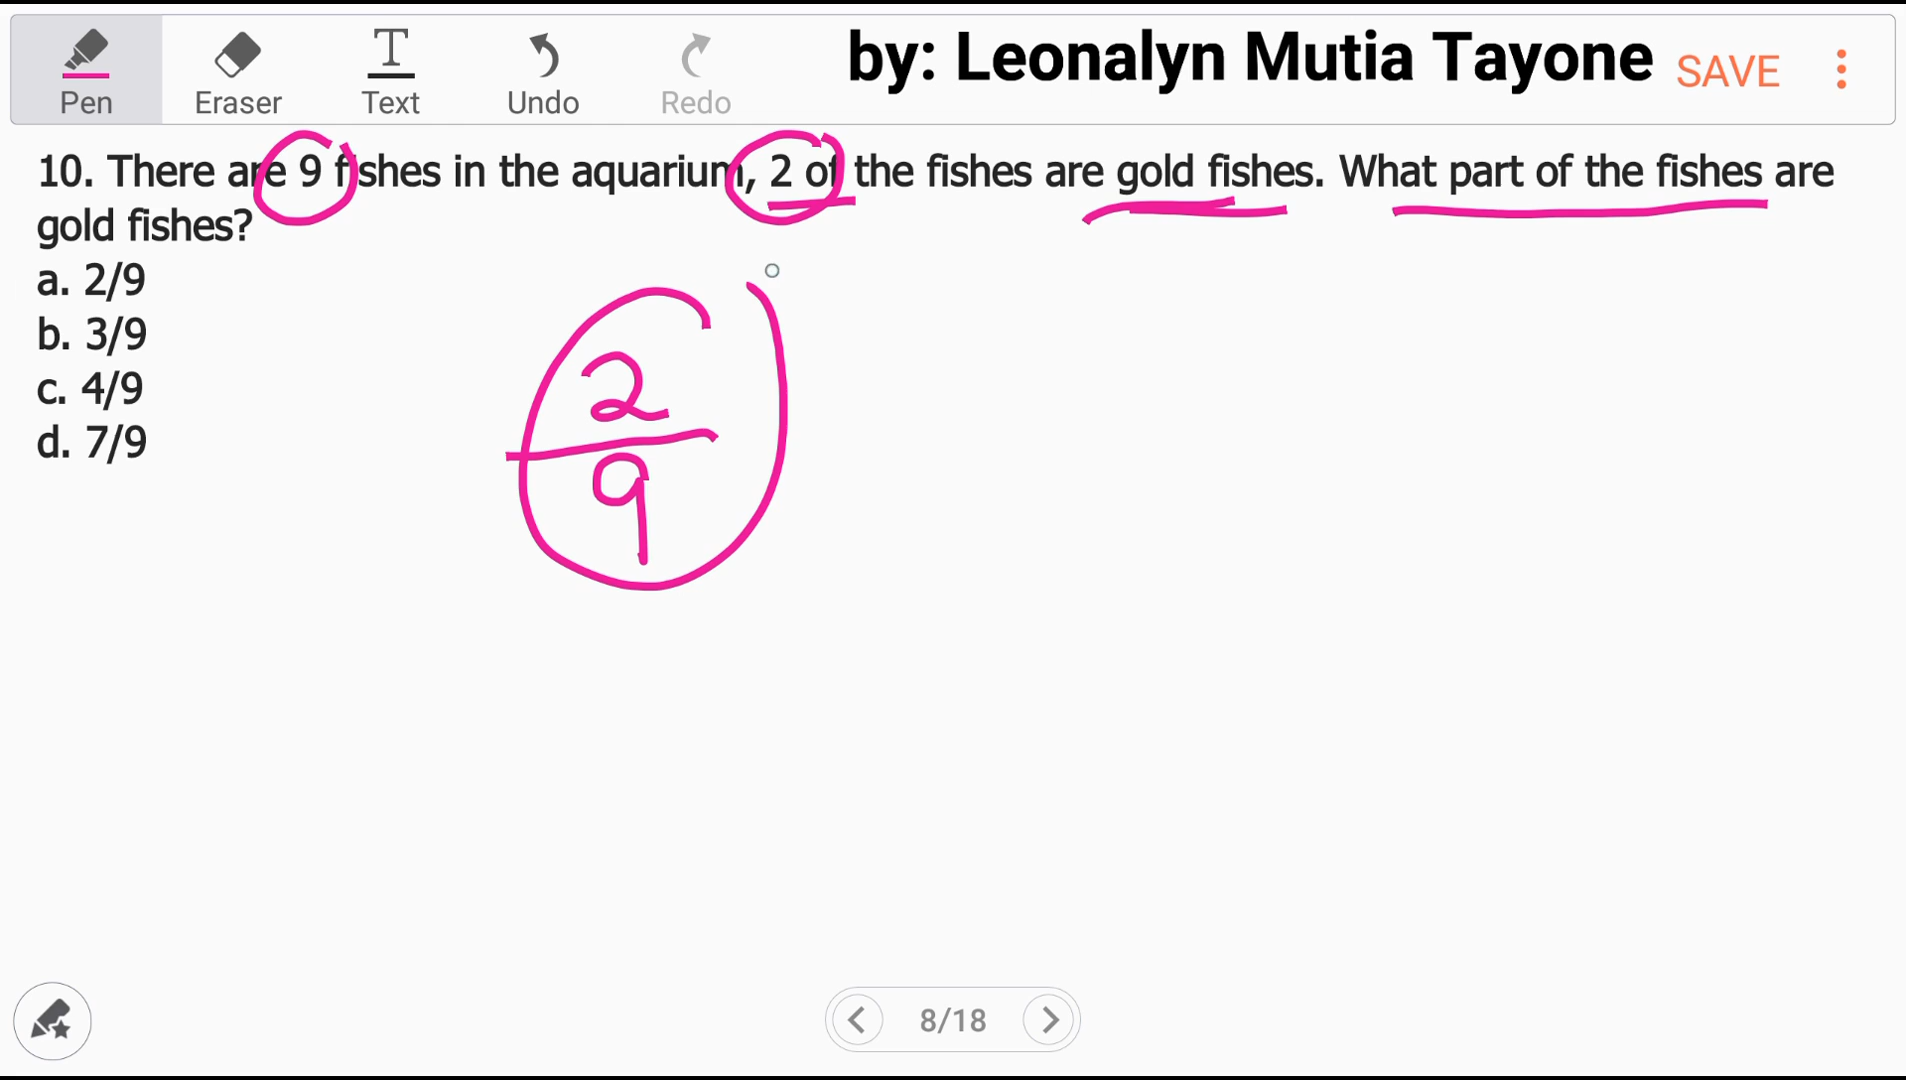 by: Leonalyn Mutia Tayone
SAVE
Pen
Eraser
Text
Undo
Redo
10. There are 9 fishes in the aquarium, 2 of the fishes are gold fishes. What part of the fishes are
gold fishes?
a. 2/9
b. 3/9
c. 4/9
d. 7/9
2
9
8/18